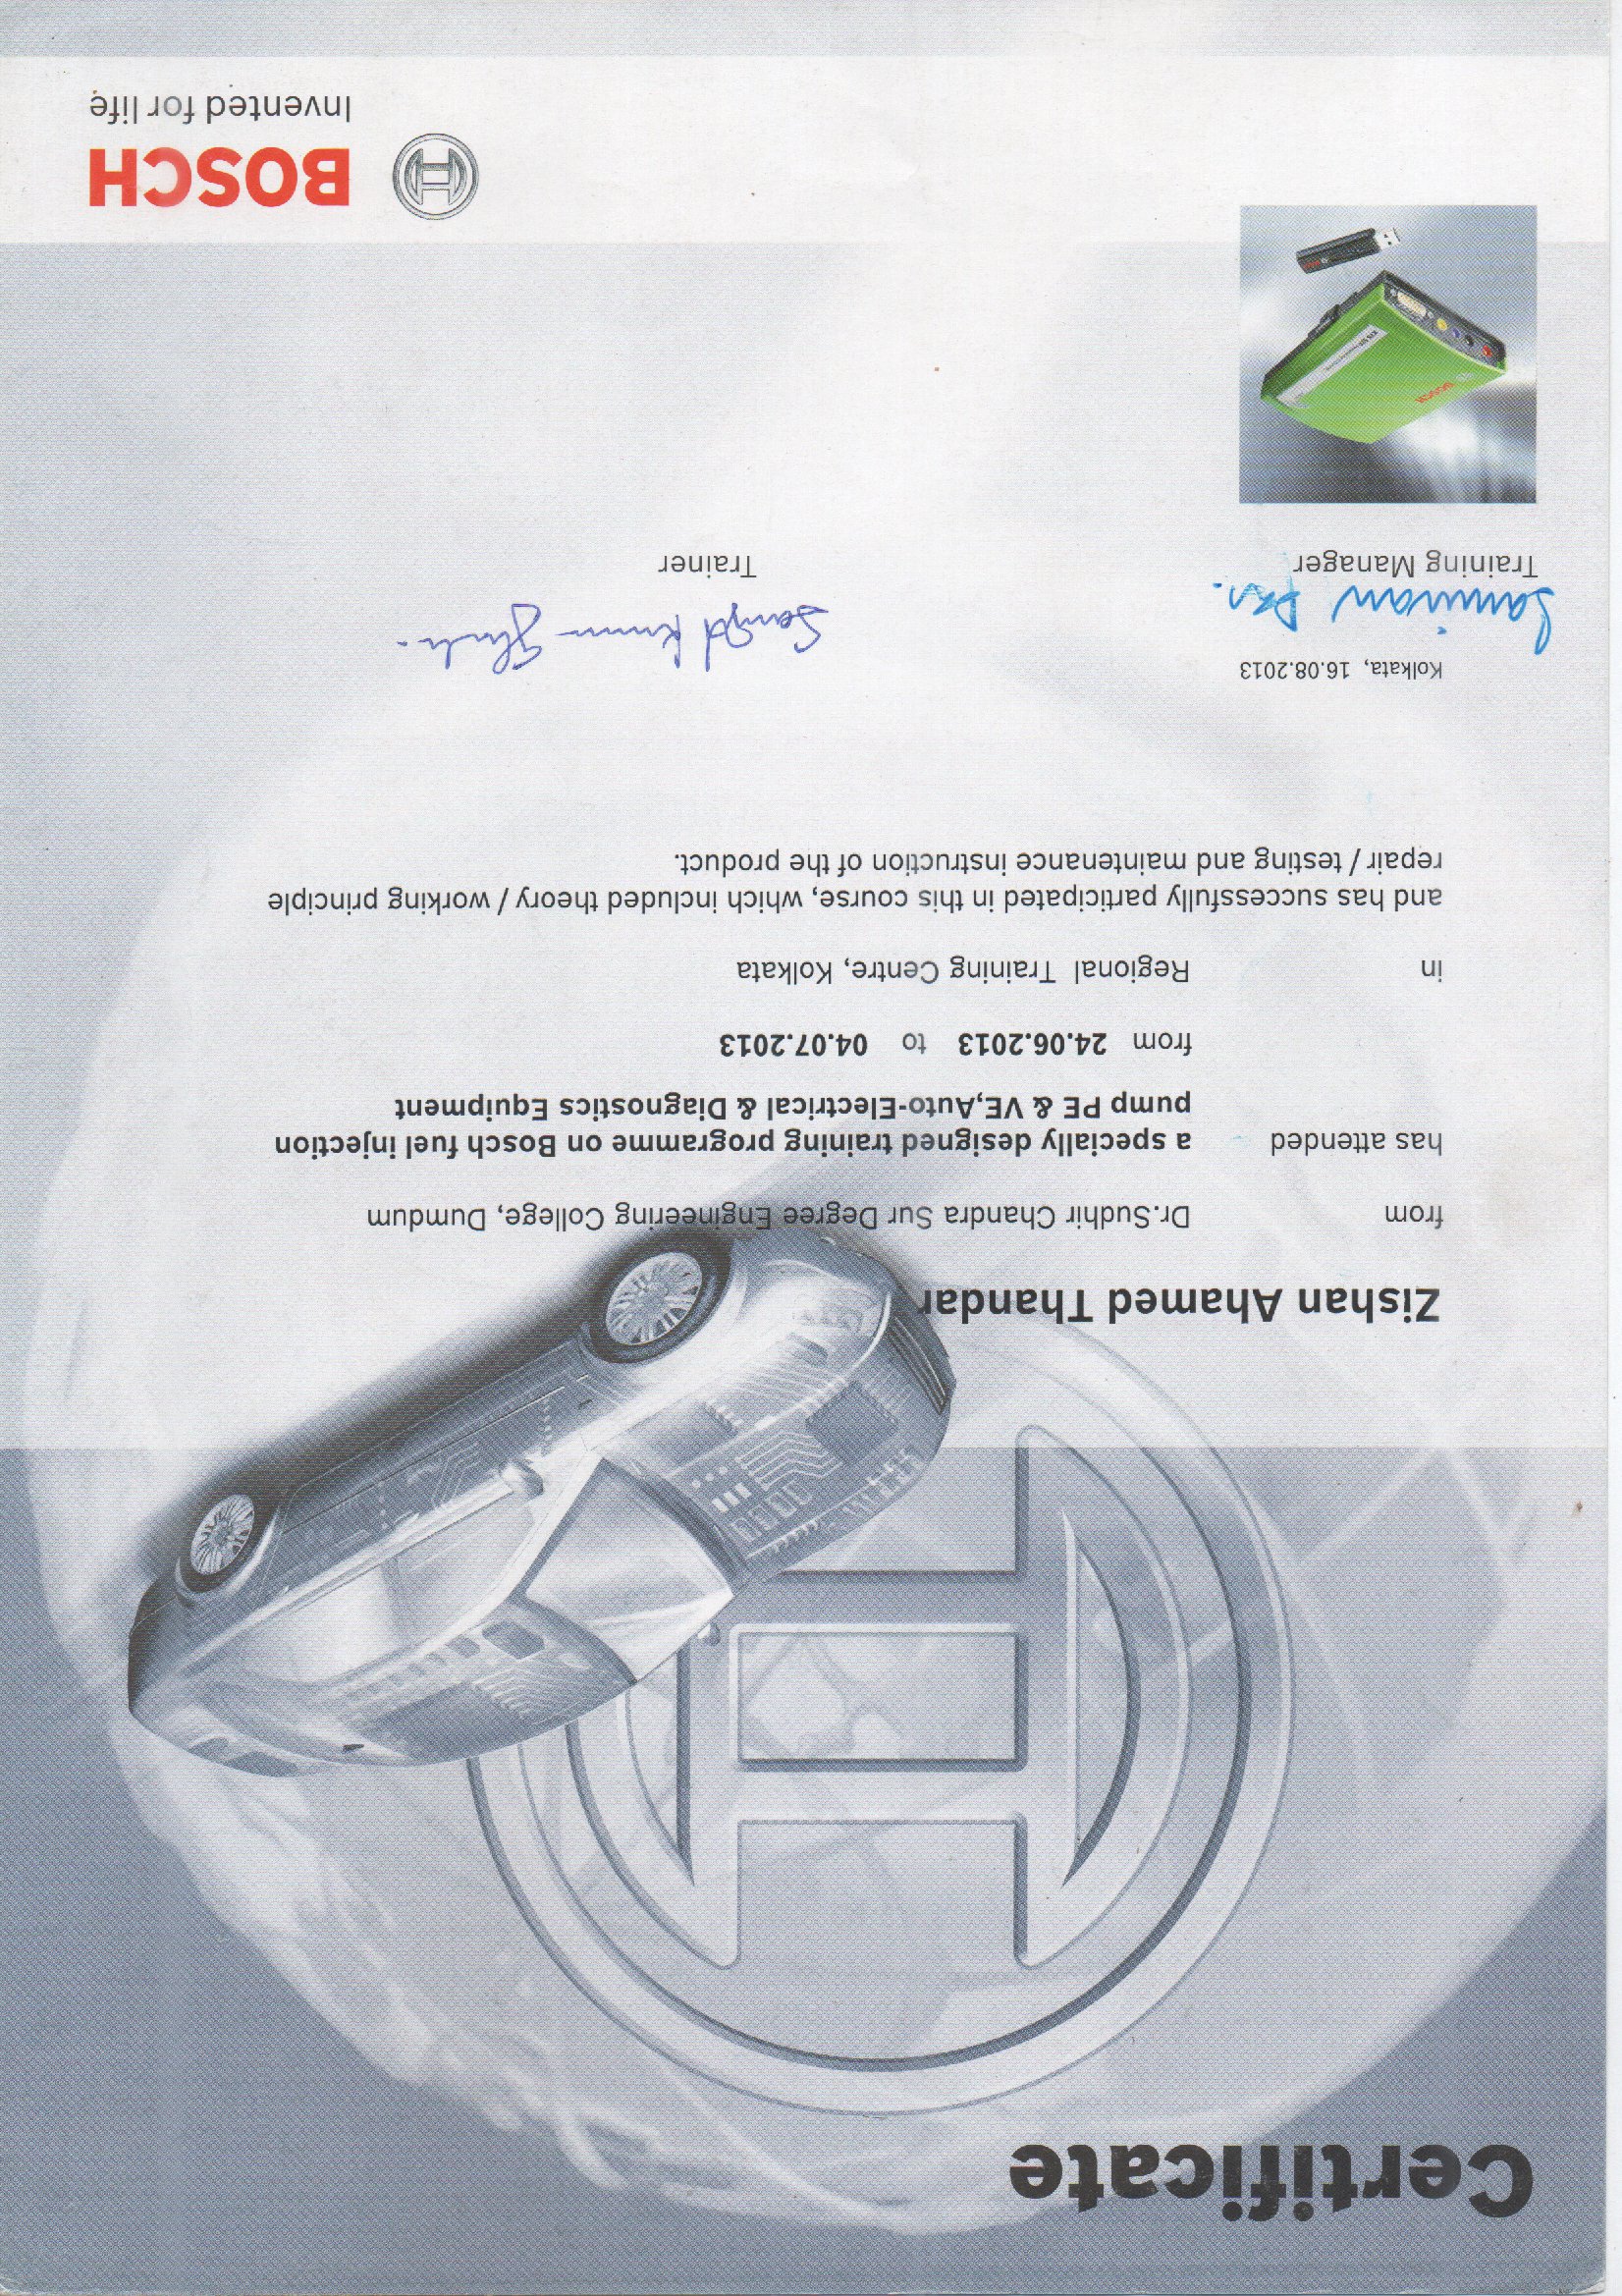 Certificate
Zishan Ahamed Thandar
from Dr.Sudhir Chandra Sur Degree Engineering College, Dumdum
has attended a specially designed training programme on Bosch fuel injection
pump PE & VE,Auto-Electrical & Diagnostics Equipment
from 24.06.2013 to 04.07.2013
in Regional Training Centre, Kolkata
and has successfully participated in this course, which included theory / working principle
repair / testing and maintenance instruction of the product.
Kolkata, 16.08.2013
Training Manager Trainer
BOSCH
BOSCH
Invented for life